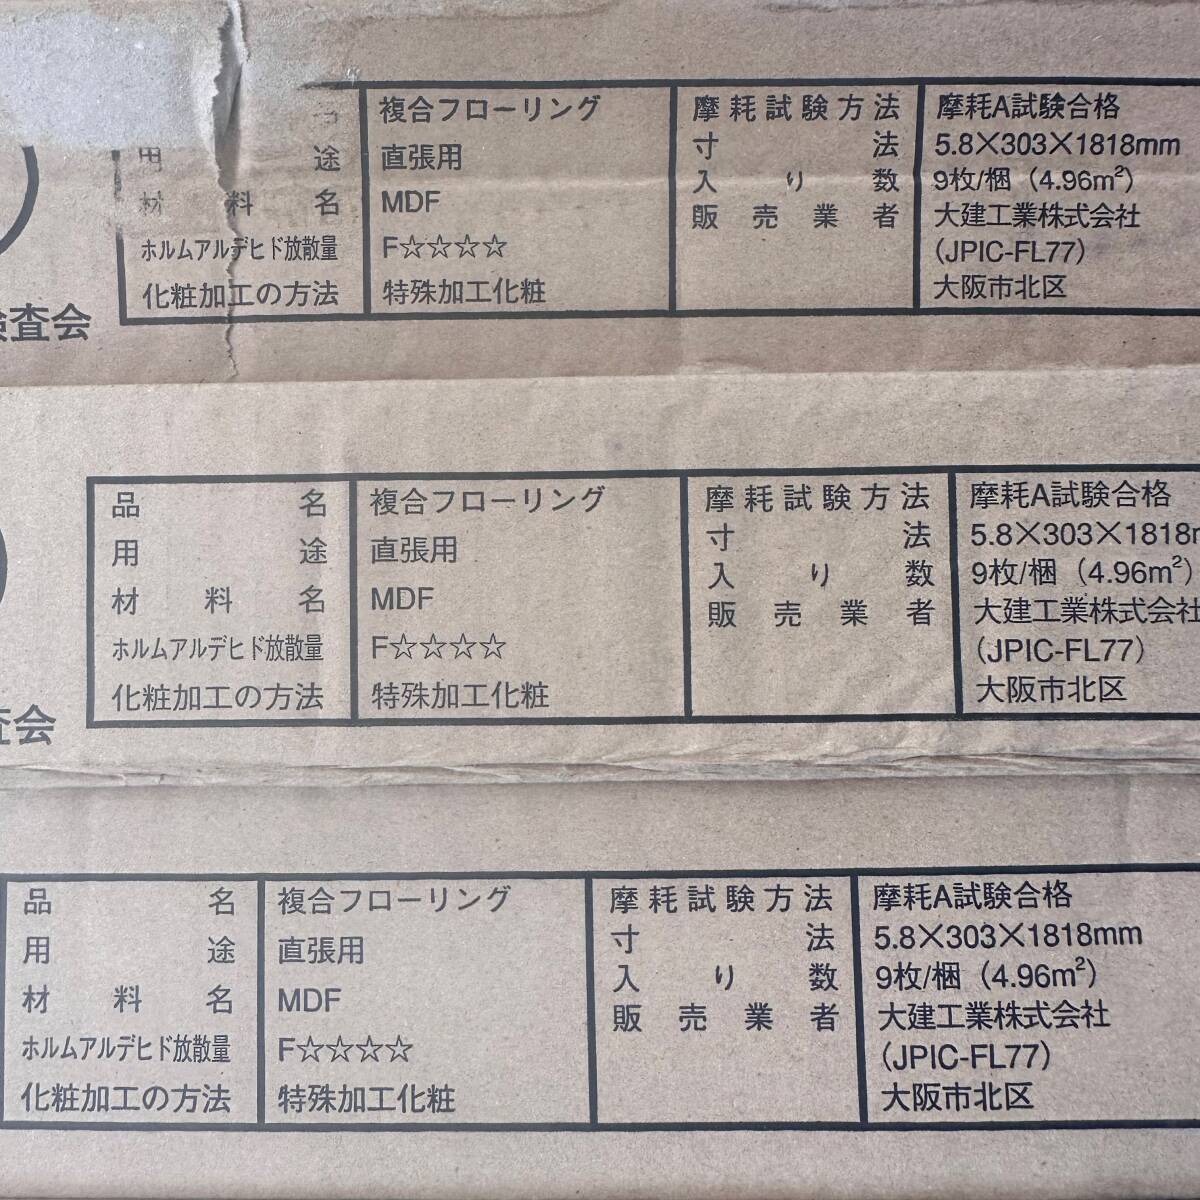 複合フローリング
用途 直張用
材料名 MDF
ホルムアルデヒド放散量 F☆☆☆☆
化粧加工の方法 特殊加工化粧
摩耗試験方法 摩耗A試験合格
寸法 5.8×303×1818mm
入り数 9枚/梱（4.96m²）
販売業者 大建工業株式会社
（JPIC-FL77）
大阪市北区
査会
品名 複合フローリング
用途 直張用
材料名 MDF
ホルムアルデヒド放散量 F☆☆☆☆
化粧加工の方法 特殊加工化粧
摩耗試験方法 摩耗A試験合格
寸法 5.8×303×1818
入り数 9枚/梱（4.96m²）
販売業者 大建工業株式会社
（JPIC-FL77）
大阪市北区
査会
品名 複合フローリング
用途 直張用
材料名 MDF
ホルムアルデヒド放散量 F☆☆☆☆
化粧加工の方法 特殊加工化粧
摩耗試験方法 摩耗A試験合格
寸法 5.8×303×1818mm
入り数 9枚/梱（4.96m²）
販売業者 大建工業株式会社
（JPIC-FL77）
大阪市北区